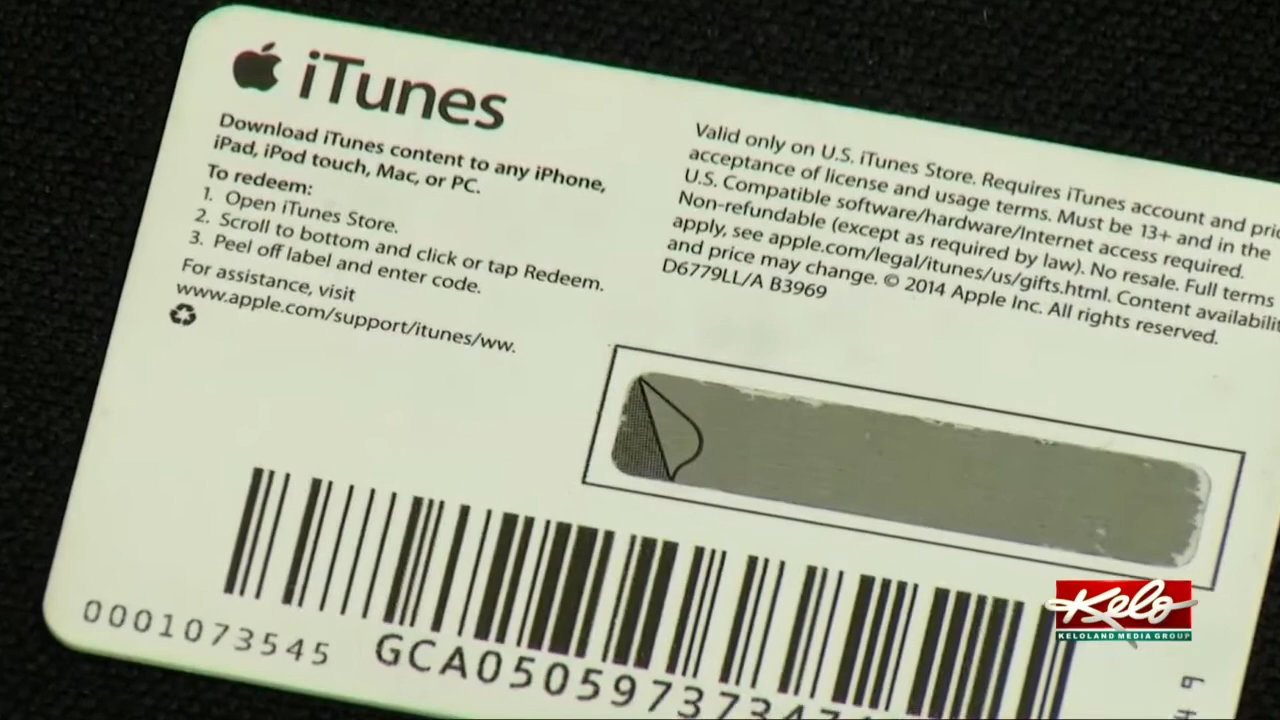 iTunes
Download iTunes content to any iPhone,
iPad, iPod touch, Mac, or PC.
To redeem:
1. Open iTunes Store.
2. Scroll to bottom and click or tap Redeem.
3. Peel off label and enter code.
For assistance, visit
www.apple.com/support/itunes/ww.
Valid only on U.S. iTunes Store. Requires iTunes account and
acceptance of license and usage terms. Must be 13+ and in the
U.S. Compatible software/hardware/Internet access required.
Non-refundable (except as required by law). No resale. Full terms
apply, see apple.com/legal/itunes/us/gifts.html. Content
and price may change. © 2014 Apple Inc. All rights reserved.
D6779LL/A B3969
0001073545
Kelo
KELOLAND MEDIA GROUP